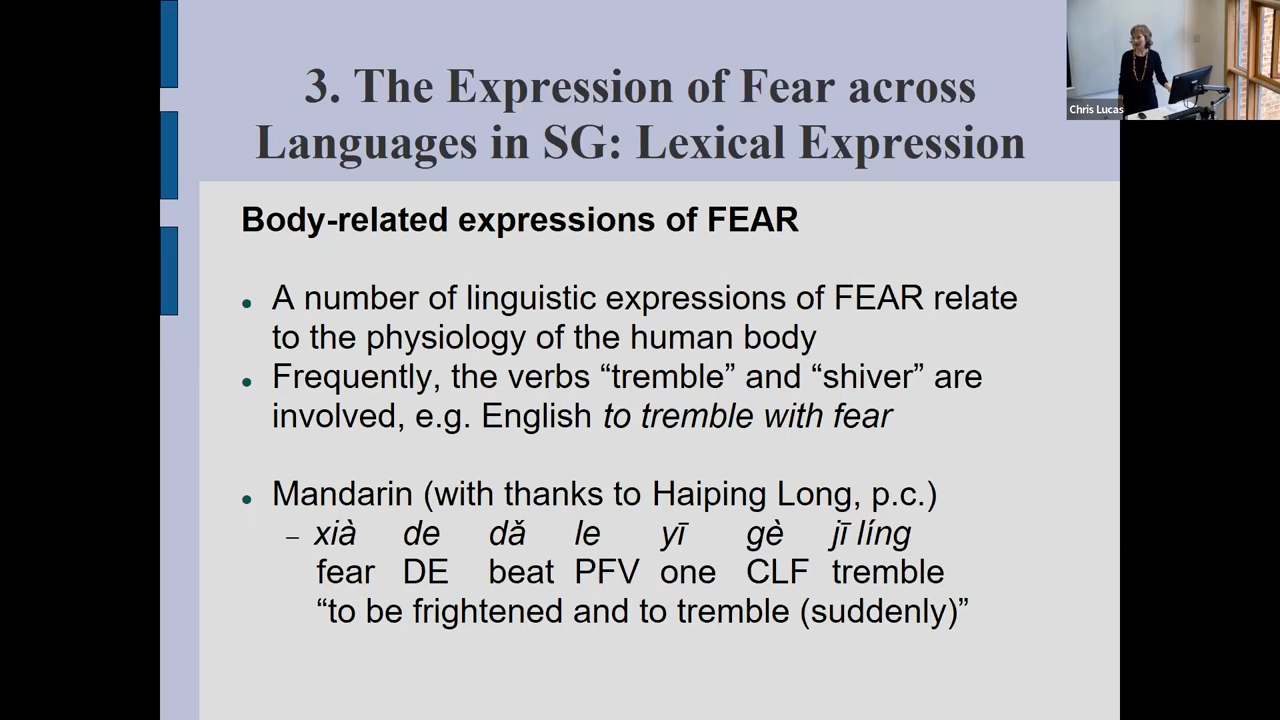 3. The Expression of Fear across
Languages in SG: Lexical Expression
Chris Lucas
Body-related expressions of FEAR
• A number of linguistic expressions of FEAR relate
to the physiology of the human body
• Frequently, the verbs “tremble” and “shiver” are
involved, e.g. English to tremble with fear
• Mandarin (with thanks to Haiping Long, p.c.)
– xià de dă le yī gè jī líng
fear DE beat PFV one CLF tremble
“to be frightened and to tremble (suddenly)”